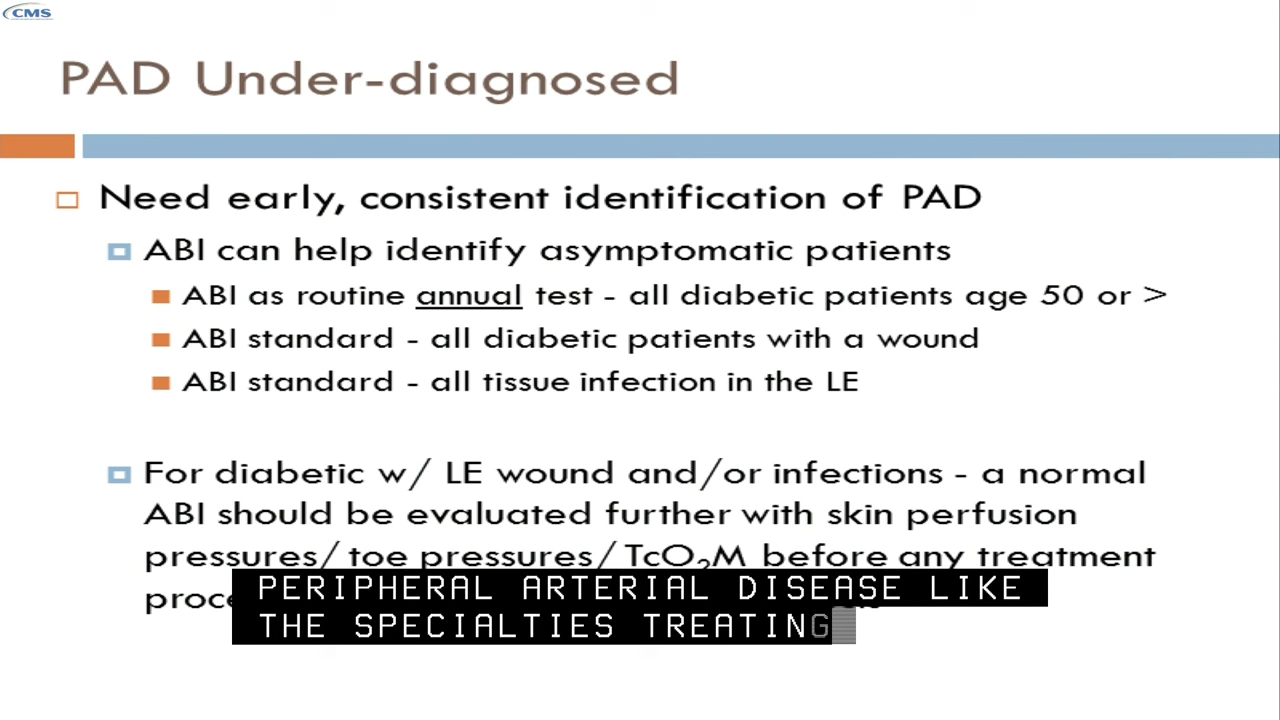 CMS
PAD Under-diagnosed
Need early, consistent identification of PAD
ABI can help identify asymptomatic patients
ABI as routine annual test - all diabetic patients age 50 or >
ABI standard - all diabetic patients with a wound
ABI standard - all tissue infection in the LE
For diabetic w/ LE wound and/or infections - a normal
ABI should be evaluated further with skin perfusion
pressures/ toe pressures/ TcO₂M before any treatment
PERIPHERAL ARTERIAL DISEASE LIKE
THE SPECIALTIES TREATING